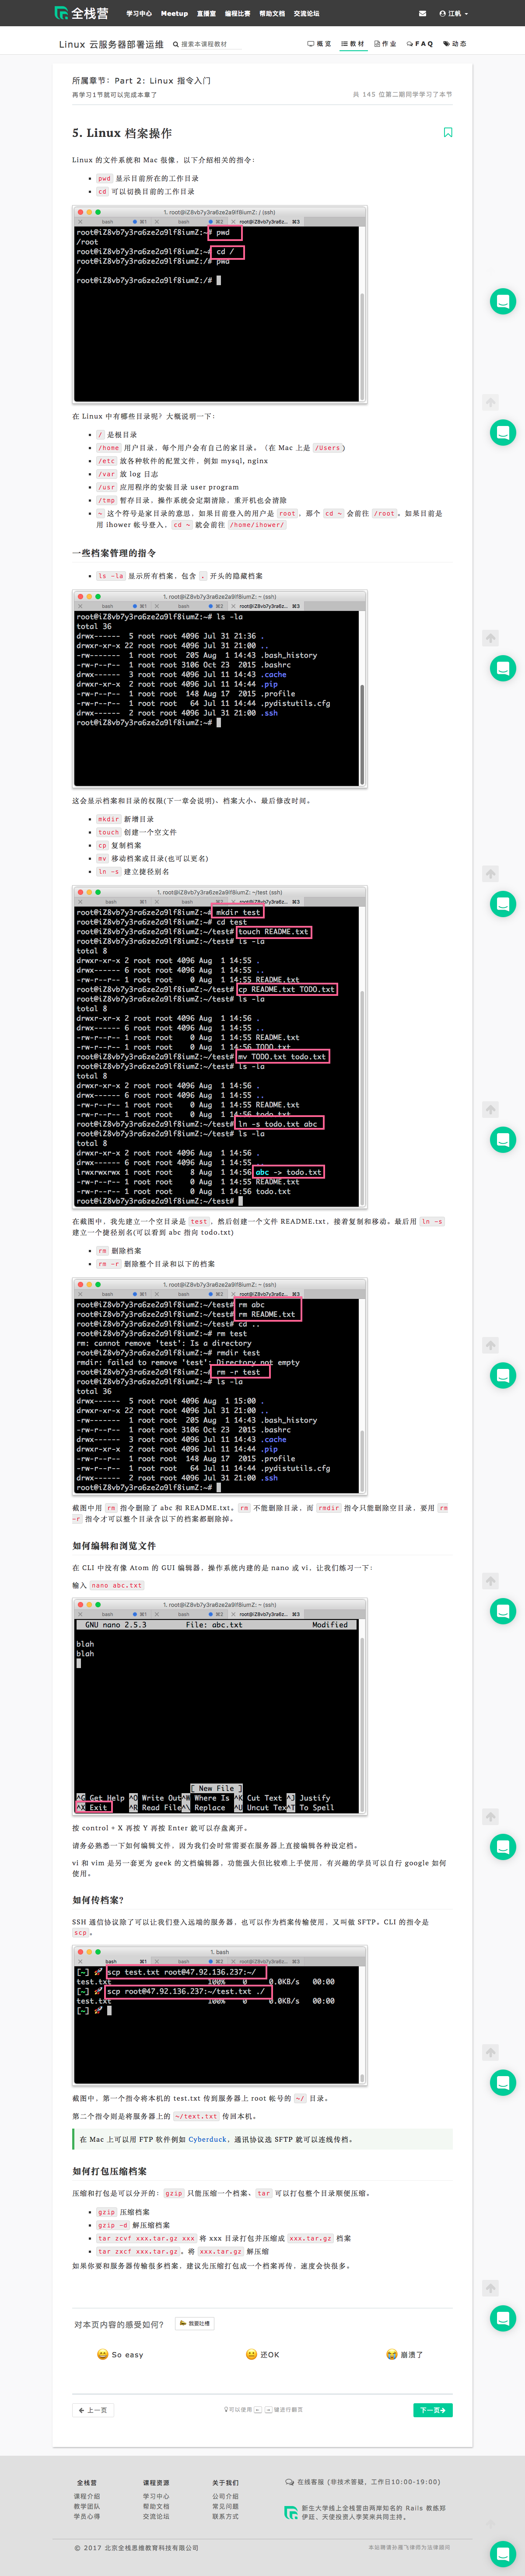 全栈营 学习中心 Meetup 直播室 编程比赛 帮助文档 交流论坛 江帆
Linux 云服务器部署运维 搜索本课程教材 概览 教材 作业 FAQ 动态
所属章节：Part 2: Linux 指令入门
再学习1节就可以完成本章了 共 145 位第二期同学学习了本节
5. Linux 档案操作
Linux 的文件系统和 Mac 很像，以下介绍相关的指令：
pwd 显示目前所在的工作目录
cd 可以切换目前的工作目录
1. root@iZ8vb7y3ra6ze2a9lf8iumZ: / (ssh)
bash ⌘1 bash ⌘2 root@iZ8vb7y3ra6z... ⌘3
root@iZ8vb7y3ra6ze2a9lf8iumZ:~# pwd
/root
root@iZ8vb7y3ra6ze2a9lf8iumZ:~# cd /
root@iZ8vb7y3ra6ze2a9lf8iumZ:/# pwd
/
root@iZ8vb7y3ra6ze2a9lf8iumZ:/#
在 Linux 中有哪些目录呢？大概说明一下：
/ 是根目录
/home 用户目录，每个用户会有自己的家目录。（在 Mac 上是 /Users)
/etc 放各种软件的配置文件，例如 mysql, nginx
/var 放 log 日志
/usr 应用程序的安装目录 user program
/tmp 暂存目录，操作系统会定期清除，重开机也会清除
~ 这个符号是家目录的意思，如果目前登入的用户是 root，那个 cd ~ 会前往 /root。如果目前是
用 ihower 帐号登入，cd ~ 就会前往 /home/ihower/
一些档案管理的指令
ls -la 显示所有档案，包含 . 开头的隐藏档案
1. root@iZ8vb7y3ra6ze2a9lf8iumZ: ~ (ssh)
bash ⌘1 bash ⌘2 root@iZ8vb7y3ra6z... ⌘3
root@iZ8vb7y3ra6ze2a9lf8iumZ:~# ls -la
total 36
drwx------ 5 root root 4096 Jul 31 21:36 .
drwxr-xr-x 22 root root 4096 Jul 31 21:00 ..
-rw------- 1 root root 205 Aug 1 14:43 .bash_history
-rw-r--r-- 1 root root 3106 Oct 23 2015 .bashrc
drwx------ 3 root root 4096 Jul 11 14:43 .cache
drwxr-xr-x 2 root root 4096 Jul 11 14:43 .pip
-rw-r--r-- 1 root root 148 Aug 17 2015 .profile
-rw-r--r-- 1 root root 64 Jul 11 14:44 .pydistutils.cfg
drwx------ 2 root root 4096 Jul 31 21:00 .ssh
root@iZ8vb7y3ra6ze2a9lf8iumZ:~#
这会显示档案和目录的权限(下一章会说明)、档案大小、最后修改时间。
mkdir 新增目录
touch 创建一个空文件
cp 复制档案
mv 移动档案或目录(也可以更名)
ln -s 建立捷径别名
1. root@iZ8vb7y3ra6ze2a9lf8iumZ: ~/test (ssh)
bash ⌘1 bash ⌘2 root@iZ8vb7y3ra6z... ⌘3
root@iZ8vb7y3ra6ze2a9lf8iumZ:~# mkdir test
root@iZ8vb7y3ra6ze2a9lf8iumZ:~# cd test
root@iZ8vb7y3ra6ze2a9lf8iumZ:~/test# touch README.txt
root@iZ8vb7y3ra6ze2a9lf8iumZ:~/test# ls -la
total 8
drwxr-xr-x 2 root root 4096 Aug 1 14:55 .
drwx------ 6 root root 4096 Aug 1 14:55 ..
-rw-r--r-- 1 root root 0 Aug 1 14:55 README.txt
root@iZ8vb7y3ra6ze2a9lf8iumZ:~/test# cp README.txt TODO.txt
root@iZ8vb7y3ra6ze2a9lf8iumZ:~/test# ls -la
total 8
drwxr-xr-x 2 root root 4096 Aug 1 14:56 .
drwx------ 6 root root 4096 Aug 1 14:55 ..
-rw-r--r-- 1 root root 0 Aug 1 14:55 README.txt
-rw-r--r-- 1 root root 0 Aug 1 14:56 TODO.txt
root@iZ8vb7y3ra6ze2a9lf8iumZ:~/test# mv TODO.txt todo.txt
root@iZ8vb7y3ra6ze2a9lf8iumZ:~/test# ls -la
total 8
drwxr-xr-x 2 root root 4096 Aug 1 14:56 .
drwx------ 6 root root 4096 Aug 1 14:55 ..
-rw-r--r-- 1 root root 0 Aug 1 14:55 README.txt
-rw-r--r-- 1 root root 0 Aug 1 14:56 todo.txt
root@iZ8vb7y3ra6ze2a9lf8iumZ:~/test# ln -s todo.txt abc
root@iZ8vb7y3ra6ze2a9lf8iumZ:~/test# ls -la
total 8
drwxr-xr-x 2 root root 4096 Aug 1 14:56 .
drwx------ 6 root root 4096 Aug 1 14:55 ..
lrwxrwxrwx 1 root root 8 Aug 1 14:56 abc -> todo.txt
-rw-r--r-- 1 root root 0 Aug 1 14:55 README.txt
-rw-r--r-- 1 root root 0 Aug 1 14:56 todo.txt
root@iZ8vb7y3ra6ze2a9lf8iumZ:~/test#
在截图中，我先建立一个空目录是 test，然后创建一个文件 README.txt，接着复制和移动。最后用 ln -s
建立一个捷径别名(可以看到 abc 指向 todo.txt)
rm 删除档案
rm -r 删除整个目录和以下的档案
1. root@iZ8vb7y3ra6ze2a9lf8iumZ: ~ (ssh)
bash ⌘1 bash ⌘2 root@iZ8vb7y3ra6z... ⌘3
root@iZ8vb7y3ra6ze2a9lf8iumZ:~/test# rm abc
root@iZ8vb7y3ra6ze2a9lf8iumZ:~/test# rm README.txt
root@iZ8vb7y3ra6ze2a9lf8iumZ:~/test# cd ..
root@iZ8vb7y3ra6ze2a9lf8iumZ:~# rm test
rm: cannot remove 'test': Is a directory
root@iZ8vb7y3ra6ze2a9lf8iumZ:~# rmdir test
rmdir: failed to remove 'test': Directory not empty
root@iZ8vb7y3ra6ze2a9lf8iumZ:~# rm -r test
root@iZ8vb7y3ra6ze2a9lf8iumZ:~# ls -la
total 36
drwx------ 5 root root 4096 Aug 1 15:00 .
drwxr-xr-x 22 root root 4096 Jul 31 21:00 ..
-rw------- 1 root root 205 Aug 1 14:43 .bash_history
-rw-r--r-- 1 root root 3106 Oct 23 2015 .bashrc
drwx------ 3 root root 4096 Jul 11 14:43 .cache
drwxr-xr-x 2 root root 4096 Jul 11 14:43 .pip
-rw-r--r-- 1 root root 148 Aug 17 2015 .profile
-rw-r--r-- 1 root root 64 Jul 11 14:44 .pydistutils.cfg
drwx------ 2 root root 4096 Jul 31 21:00 .ssh
root@iZ8vb7y3ra6ze2a9lf8iumZ:~#
截图中用 rm 指令删除了 abc 和 README.txt。rm 不能删除目录，而 rmdir 指令只能删除空目录，要用 rm
-r 指令才可以整个目录含以下的档案都删除掉。
如何编辑和浏览文件
在 CLI 中没有像 Atom 的 GUI 编辑器，操作系统内建的是 nano 或 vi，让我们练习一下：
输入 nano abc.txt
1. root@iZ8vb7y3ra6ze2a9lf8iumZ: ~ (ssh)
bash ⌘1 bash ⌘2 root@iZ8vb7y3ra6z... ⌘3
GNU nano 2.5.3 File: abc.txt Modified
blah
blah
[ New File ]
^G Get Help ^O Write Out ^W Where Is ^K Cut Text ^J Justify
^X Exit ^R Read File ^\ Replace ^U Uncut Tex ^T To Spell
按 control + X 再按 Y 再按 Enter 就可以存盘离开。
请务必熟悉一下如何编辑文件，因为我们会时常需要在服务器上直接编辑各种设定档。
vi 和 vim 是另一套更为 geek 的文档编辑器，功能强大但比较难上手使用，有兴趣的学员可以自行 google 如何
使用。
如何传档案？
SSH 通信协议除了可以让我们登入远端的服务器，也可以作为档案传输使用，又叫做 SFTP。CLI 的指令是
scp。
1. bash
bash ⌘1 bash ⌘2 root@iZ8vb7y3ra6z... ⌘3
[~] scp test.txt root@47.92.136.237:~/
test.txt 100% 0 0.0KB/s 00:00
[~] scp root@47.92.136.237:~/test.txt ./
test.txt 100% 0 0.0KB/s 00:00
[~]
截图中，第一个指令将本机的 test.txt 传到服务器上 root 帐号的 ~/ 目录。
第二个指令则是将服务器上的 ~/text.txt 传回本机。
在 Mac 上可以用 FTP 软件例如 Cyberduck，通讯协议选 SFTP 就可以连线传档。
如何打包压缩档案
压缩和打包是可以分开的：gzip 只能压缩一个档案、tar 可以打包整个目录顺便压缩。
gzip 压缩档案
gzip -d 解压缩档案
tar zcvf xxx.tar.gz xxx 将 xxx 目录打包并压缩成 xxx.tar.gz 档案
tar zxcf xxx.tar.gz。将 xxx.tar.gz 解压缩
如果你要和服务器传输很多档案，建议先压缩打包成一个档案再传，速度会快很多。
对本页内容的感受如何? 我要吐槽
So easy 还OK 崩溃了
上一页 可以使用 ← → 键进行翻页 下一页
全栈营 课程资源 关于我们 在线客服 (非技术答疑，工作日10:00-19:00)
课程介绍 学习中心 公司介绍
教学团队 帮助文档 常见问题
学员心得 交流论坛 联系方式
新生大学线上全栈营由两岸知名的 Rails 教练郑
伊廷、天使投资人李笑来共同主持。
© 2017 北京全栈思维教育科技有限公司